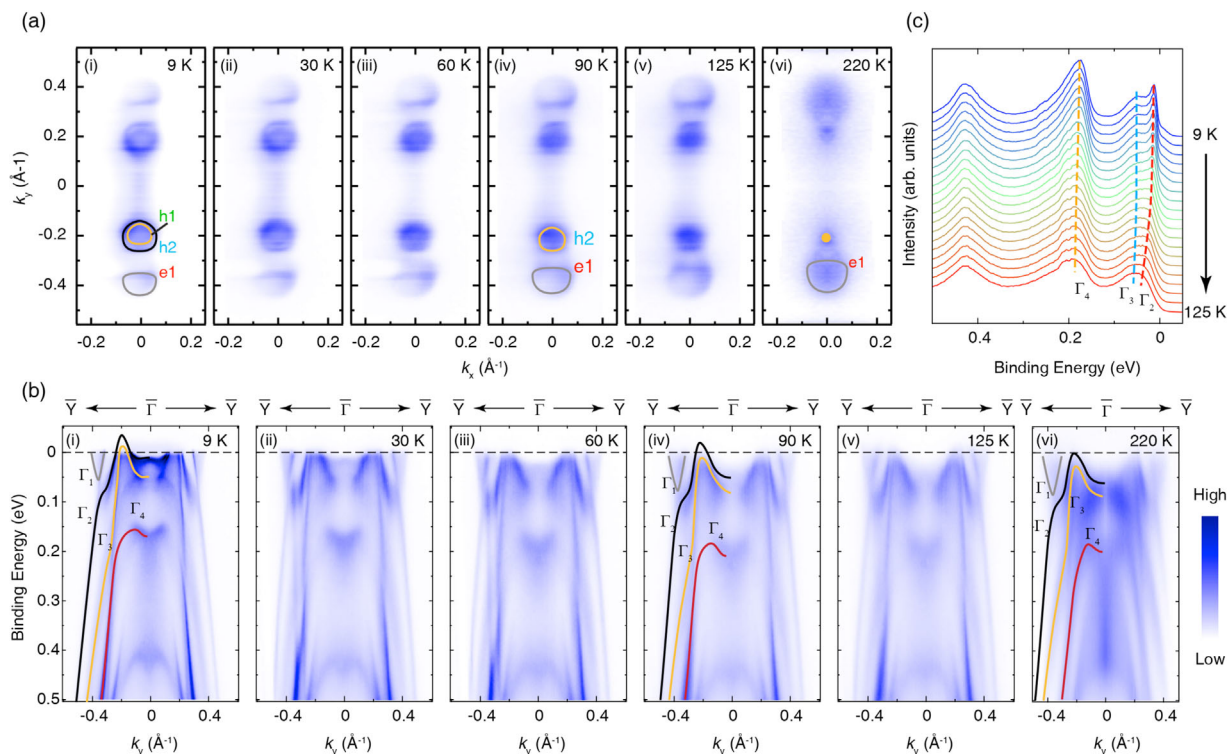 (a)
(i) 9 K
(ii) 30 K
(iii) 60 K
(iv) 90 K
(v) 125 K
(vi) 220 K
h1
h2
e1
h2
e1
e1
0.4
0.2
0
-0.2
-0.4
k_y (Å-1)
-0.2 0 0.2
-0.2 0 0.2
-0.2 0 0.2
-0.2 0 0.2
-0.2 0 0.2
-0.2 0 0.2
k_x (Å-1)
(c)
9 K
125 K
Γ4 Γ3 Γ2
Intensity (arb. units)
0.4 0.2 0
Binding Energy (eV)
(b)
Y Γ Y
Y Γ Y
Y Γ Y
Y Γ Y
Y Γ Y
Y Γ Y
(i) 9 K
(ii) 30 K
(iii) 60 K
(iv) 90 K
(v) 125 K
(vi) 220 K
Γ1
Γ2
Γ3
Γ4
Γ1
Γ2
Γ3
Γ4
Γ1
Γ2
Γ3
Γ4
0
0.1
0.2
0.3
0.4
0.5
Binding Energy (eV)
-0.4 0 0.4
-0.4 0 0.4
-0.4 0 0.4
-0.4 0 0.4
-0.4 0 0.4
-0.4 0 0.4
k_y (Å-1)
k_y (Å-1)
k_y (Å-1)
k_y (Å-1)
k_y (Å-1)
k_y (Å-1)
High
Low